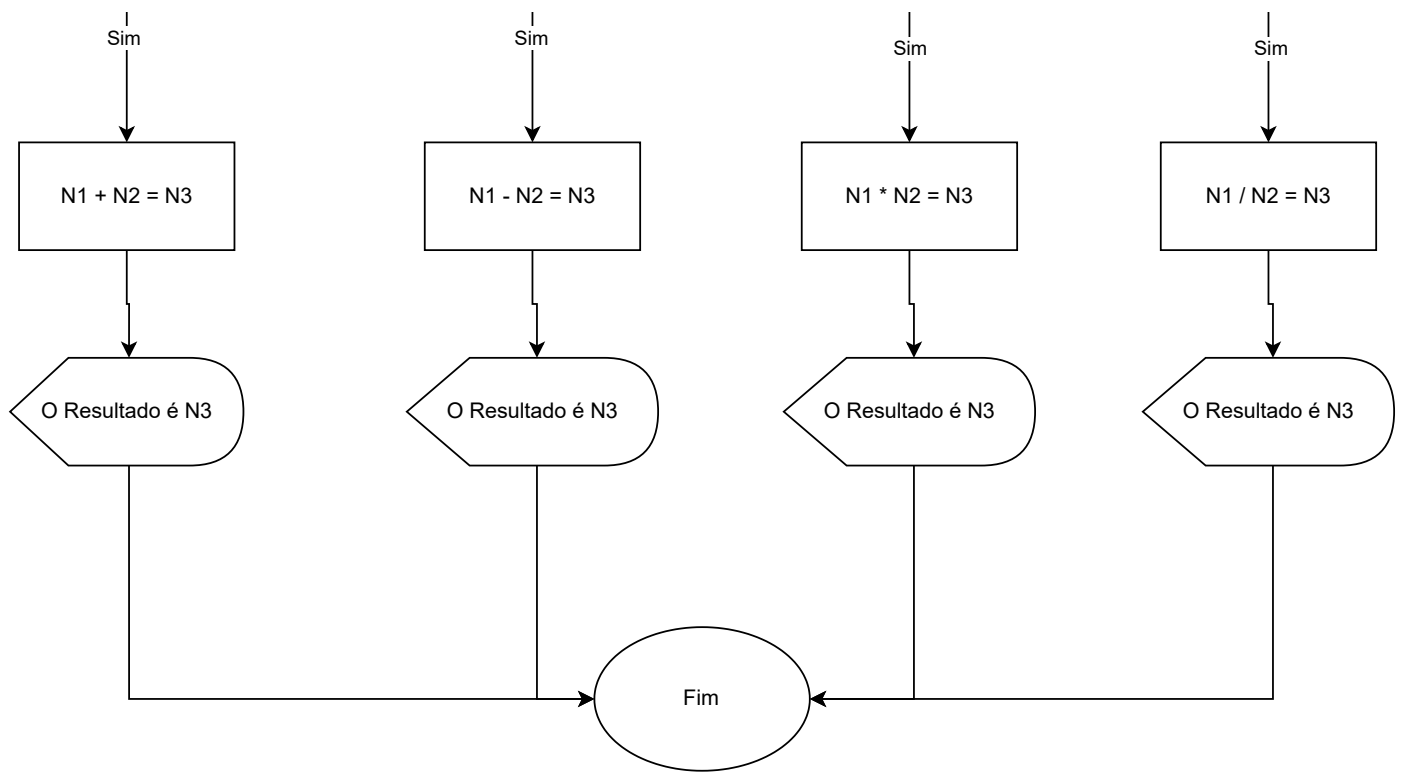 Sim
Sim
Sim
Sim
N1 + N2 = N3
N1 - N2 = N3
N1 * N2 = N3
N1 / N2 = N3
O Resultado é N3
O Resultado é N3
O Resultado é N3
O Resultado é N3
Fim